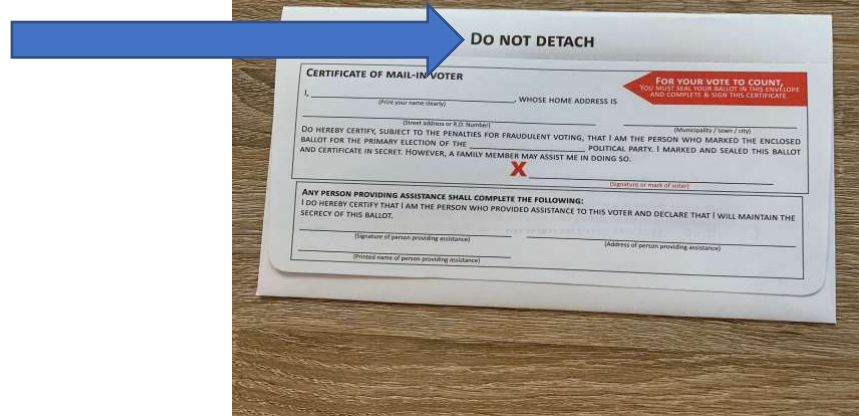 DO NOT DETACH
CERTIFICATE OF MAIL-IN VOTER
FOR YOUR VOTE TO COUNT,
YOU MUST SEAL YOUR BALLOT IN THIS ENVELOPE
AND COMPLETE & SIGN THIS CERTIFICATE
I, , WHOSE HOME ADDRESS IS
(Print your name clearly)
(Street address or R.D. Number) (Municipality / town / city)
DO HEREBY CERTIFY, SUBJECT TO THE PENALTIES FOR FRAUDULENT VOTING, THAT I AM THE PERSON WHO MARKED THE ENCLOSED
BALLOT FOR THE PRIMARY ELECTION OF THE POLITICAL PARTY. I MARKED AND SEALED THIS BALLOT
AND CERTIFICATE IN SECRET. HOWEVER, A FAMILY MEMBER MAY ASSIST ME IN DOING SO.
X
(Signature or mark of voter)
ANY PERSON PROVIDING ASSISTANCE SHALL COMPLETE THE FOLLOWING:
I DO HEREBY CERTIFY THAT I AM THE PERSON WHO PROVIDED ASSISTANCE TO THIS VOTER AND DECLARE THAT I WILL MAINTAIN THE
SECRECY OF THIS BALLOT.
(Signature of person providing assistance) (Address of person providing assistance)
(Printed name of person providing assistance)